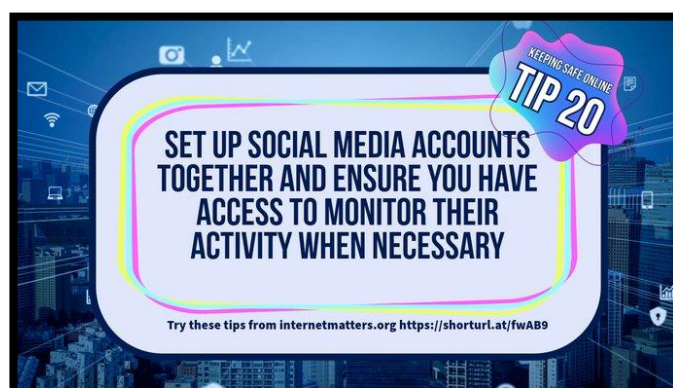 KEEPING SAFE ONLINE
TIP 20
SET UP SOCIAL MEDIA ACCOUNTS
TOGETHER AND ENSURE YOU HAVE
ACCESS TO MONITOR THEIR
ACTIVITY WHEN NECESSARY
Try these tips from internetmatters.org https://shorturl.at/fwAB9